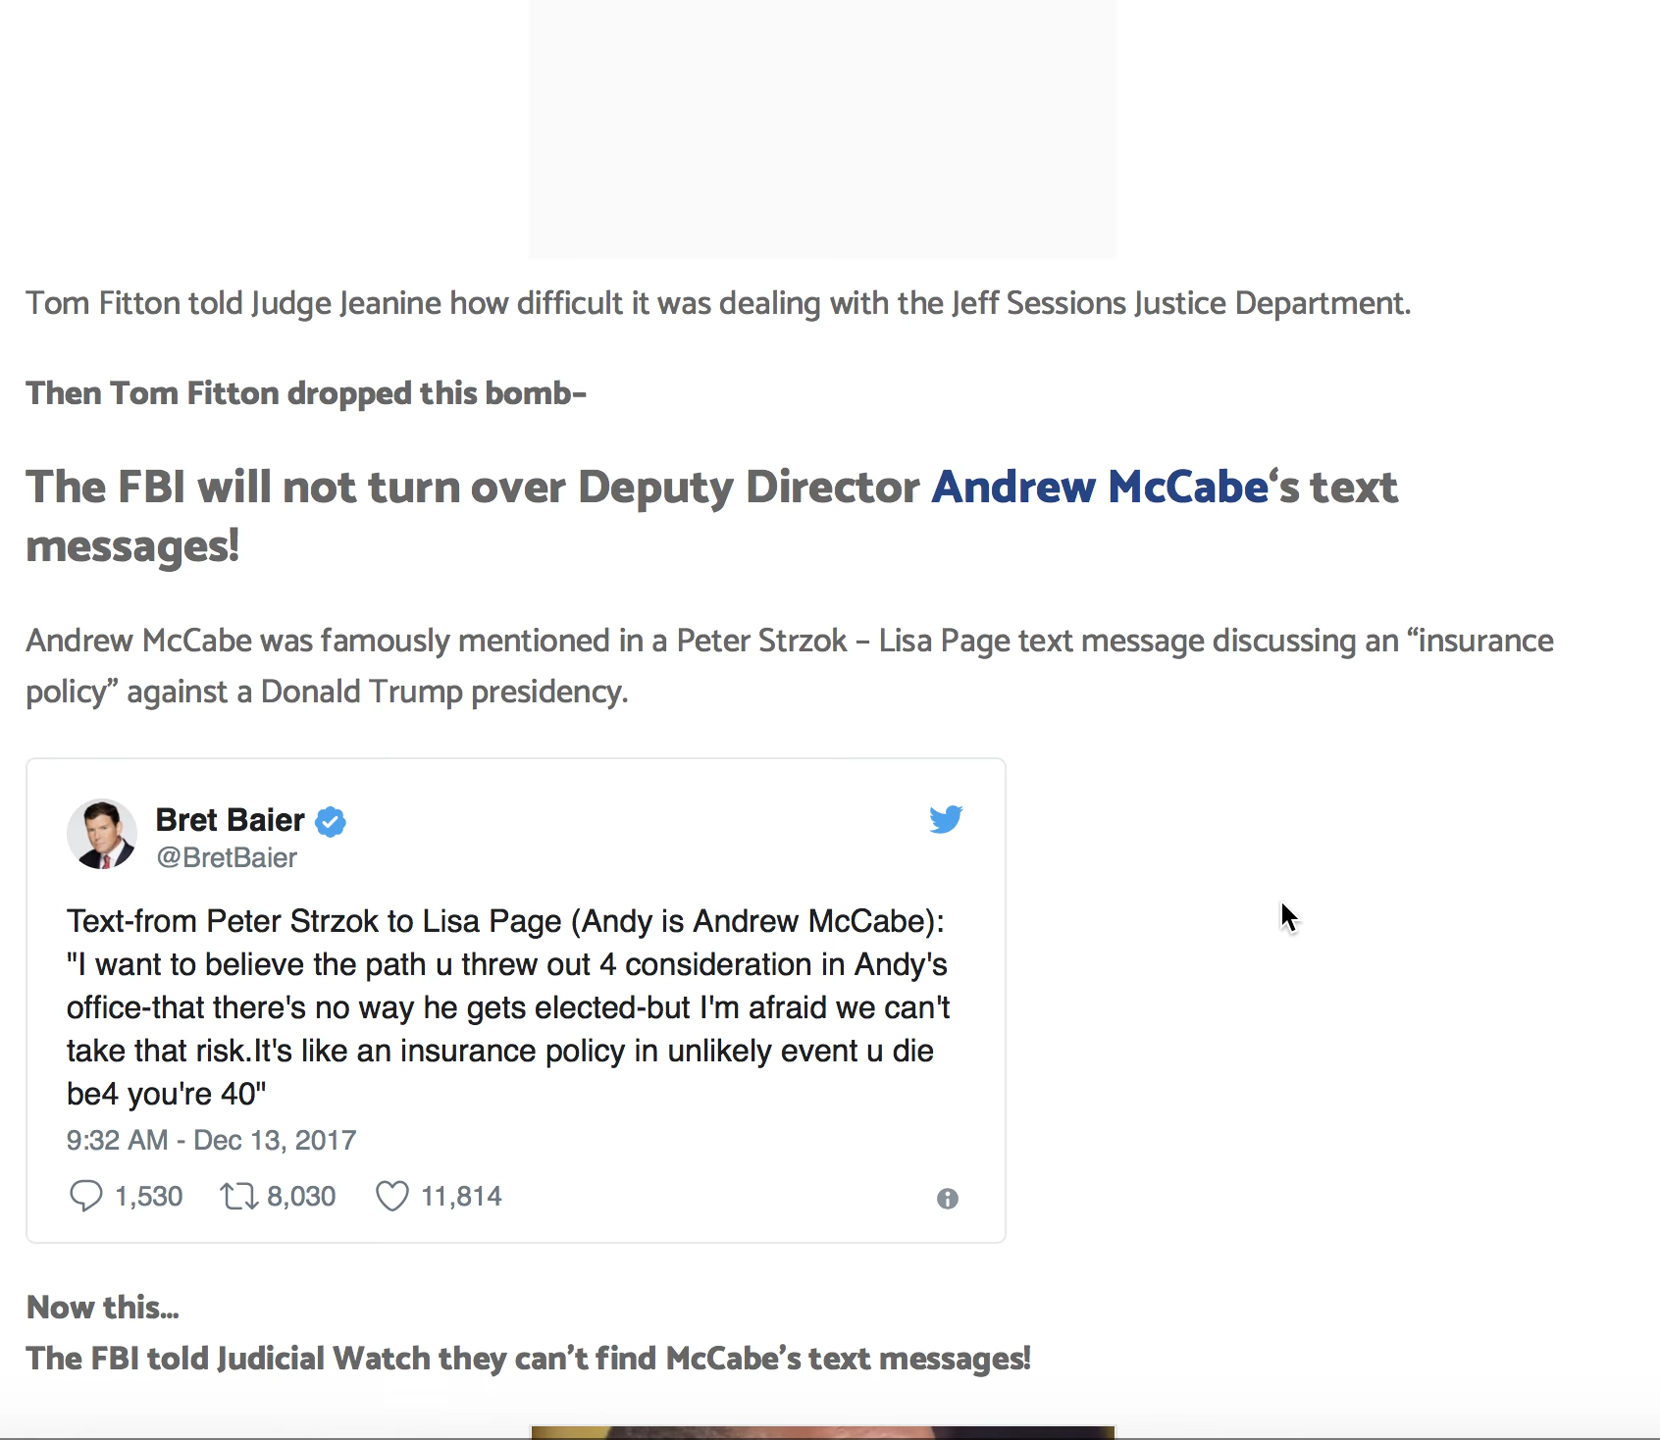 Tom Fitton told Judge Jeanine how difficult it was dealing with the Jeff Sessions Justice Department.
Then Tom Fitton dropped this bomb–
The FBI will not turn over Deputy Director Andrew McCabe‘s text
messages!
Andrew McCabe was famously mentioned in a Peter Strzok – Lisa Page text message discussing an “insurance
policy” against a Donald Trump presidency.
Bret Baier
@BretBaier
Text-from Peter Strzok to Lisa Page (Andy is Andrew McCabe):
"I want to believe the path u threw out 4 consideration in Andy's
office-that there's no way he gets elected-but I'm afraid we can't
take that risk.It's like an insurance policy in unlikely event u die
be4 you're 40"
9:32 AM - Dec 13, 2017
1,530 8,030 11,814
Now this…
The FBI told Judicial Watch they can’t find McCabe’s text messages!